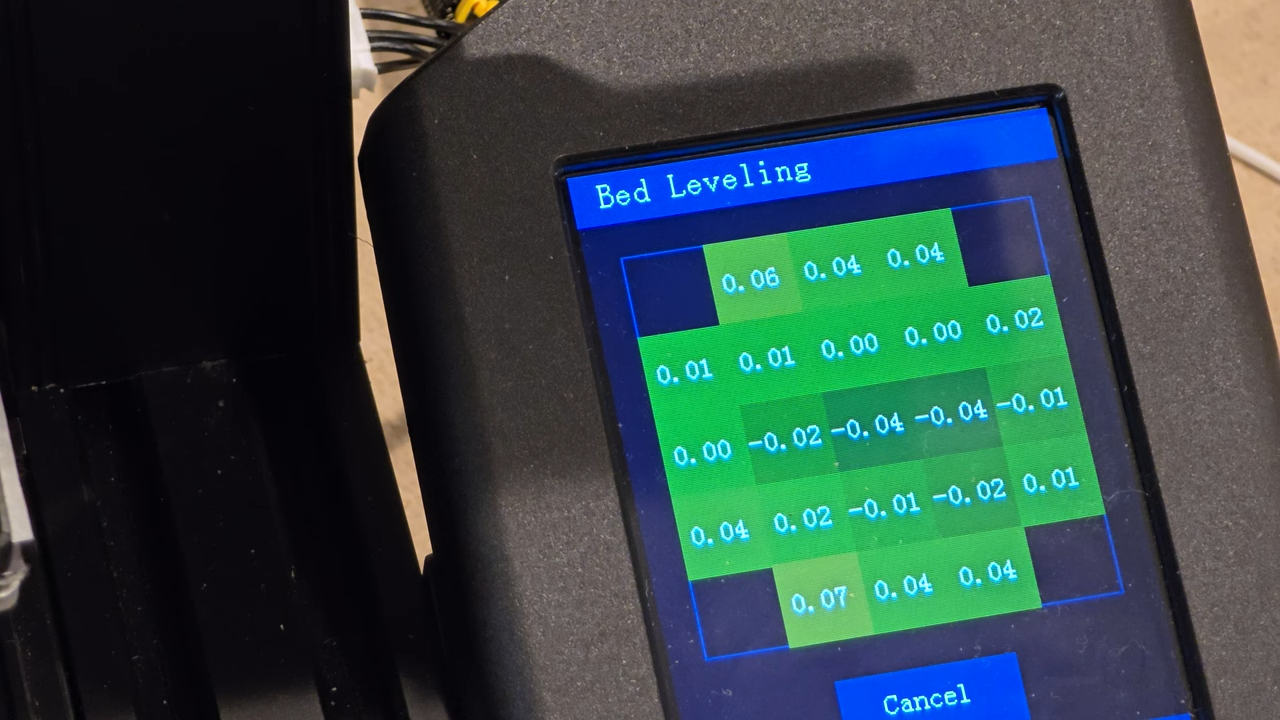 Bed Leveling
0.06 0.04 0.04
0.01 0.01 0.00 0.00 0.02
0.00 -0.02 -0.04 -0.04 -0.01
0.04 0.02 -0.01 -0.02 0.01
0.07 0.04 0.04
Cancel